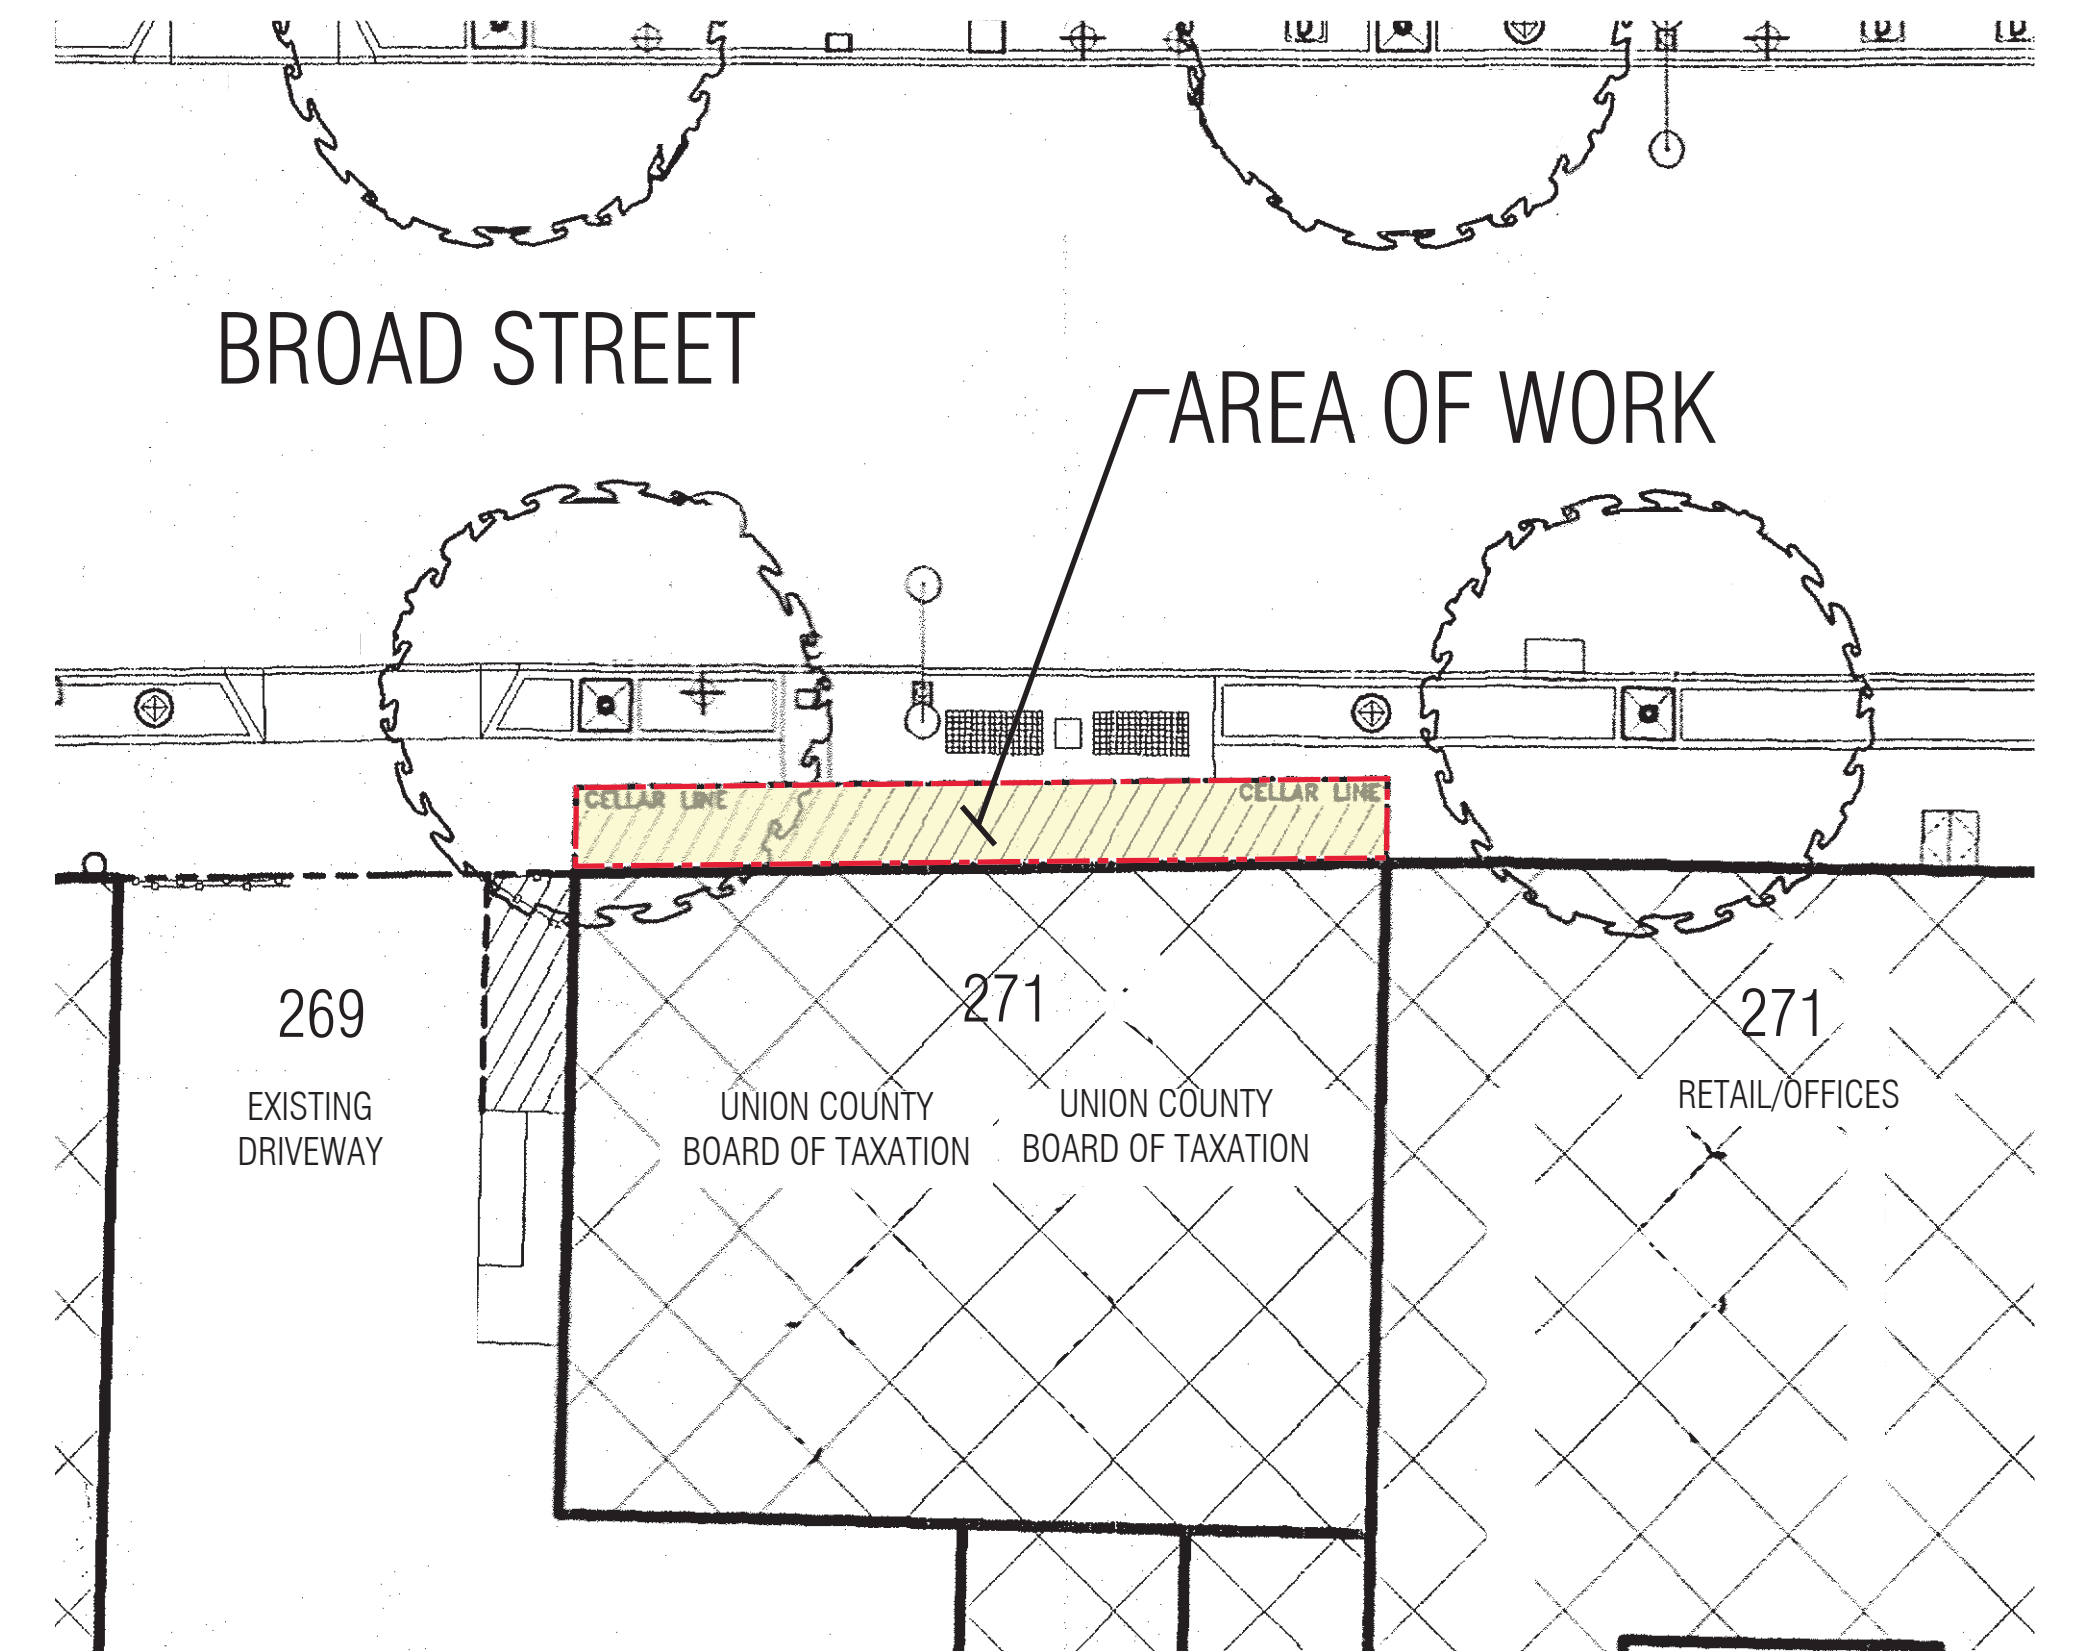 BROAD STREET
AREA OF WORK
CELLAR LINE
CELLAR LINE
269
EXISTING
DRIVEWAY
271
UNION COUNTY
BOARD OF TAXATION
UNION COUNTY
BOARD OF TAXATION
271
RETAIL/OFFICES